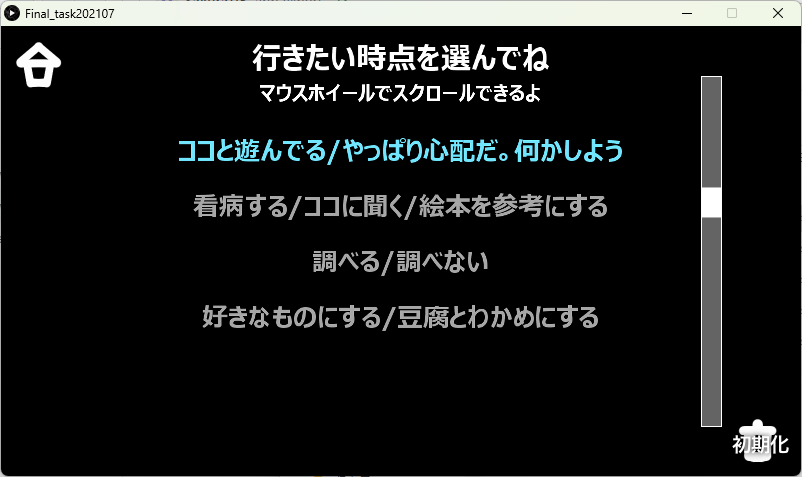 Final_task202107
行きたい時点を選んでね
マウスホイールでスクロールできるよ
ココと遊んでる/やっぱり心配だ。何かしよう
看病する/ココに聞く/絵本を参考にする
調べる/調べない
好きなものにする/豆腐とわかめにする
初期化